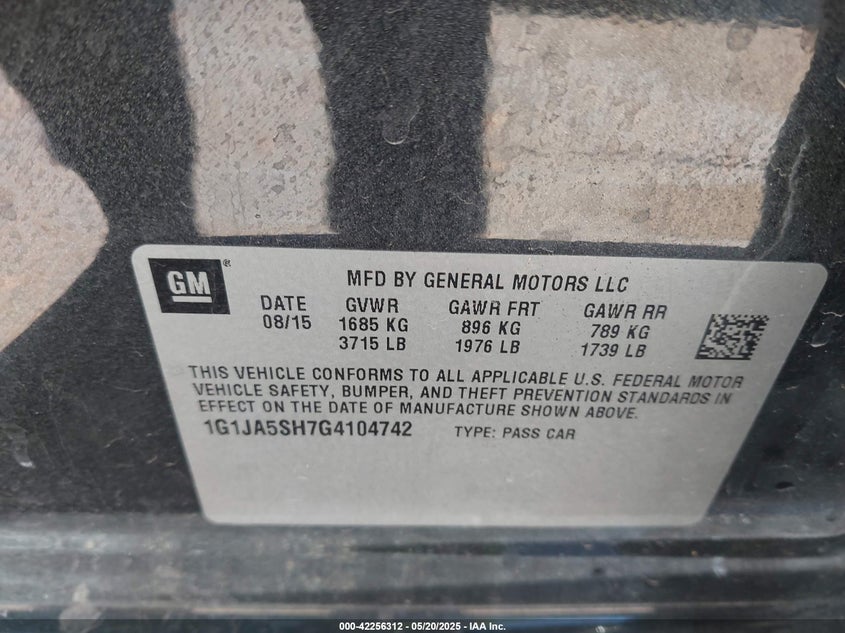 GM®
MFD BY GENERAL MOTORS LLC
DATE GVWR GAWR FRT GAWR RR
08/15 1685 KG 896 KG 789 KG
3715 LB 1976 LB 1739 LB
THIS VEHICLE CONFORMS TO ALL APPLICABLE U.S. FEDERAL MOTOR
VEHICLE SAFETY, BUMPER, AND THEFT PREVENTION STANDARDS IN
EFFECT ON THE DATE OF MANUFACTURE SHOWN ABOVE.
1G1JA5SH7G4104742 TYPE: PASS CAR
000-42256312 - 05/20/2025 - IAA Inc.